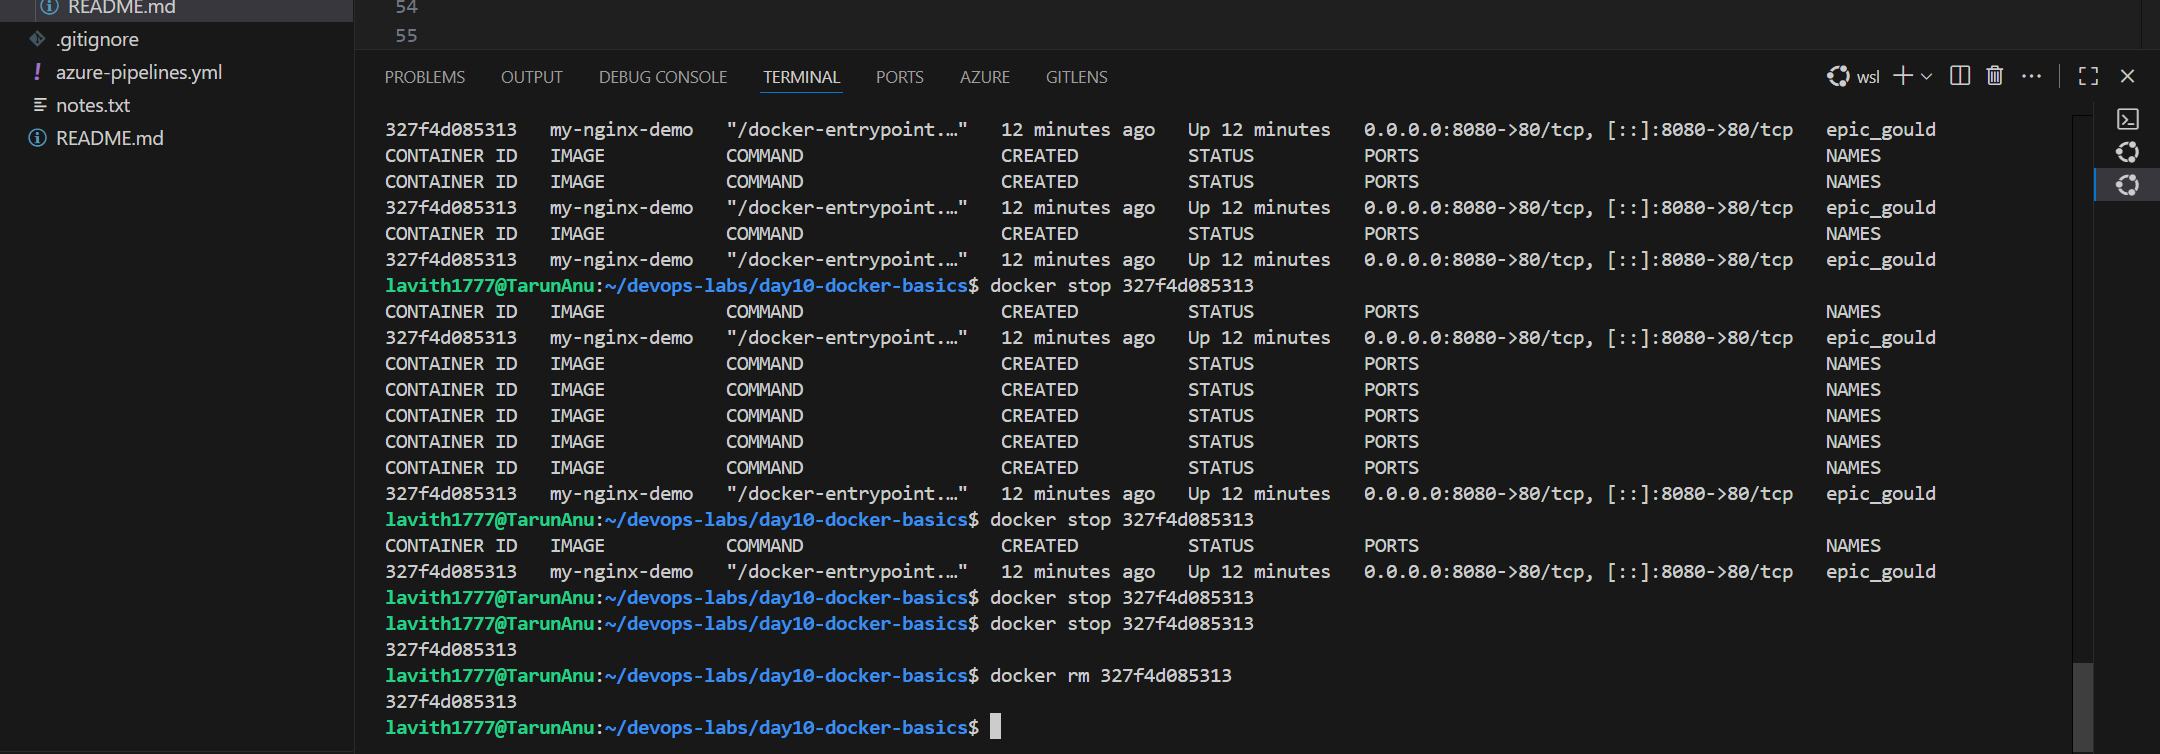 README.md
.gitignore
azure-pipelines.yml
notes.txt
README.md
54
55
PROBLEMS OUTPUT DEBUG CONSOLE TERMINAL PORTS AZURE GITLENS wsl
327f4d085313 my-nginx-demo "/docker-entrypoint.…" 12 minutes ago Up 12 minutes 0.0.0.0:8080->80/tcp, [::]:8080->80/tcp epic_gould
CONTAINER ID IMAGE COMMAND CREATED STATUS PORTS NAMES
CONTAINER ID IMAGE COMMAND CREATED STATUS PORTS NAMES
327f4d085313 my-nginx-demo "/docker-entrypoint.…" 12 minutes ago Up 12 minutes 0.0.0.0:8080->80/tcp, [::]:8080->80/tcp epic_gould
CONTAINER ID IMAGE COMMAND CREATED STATUS PORTS NAMES
327f4d085313 my-nginx-demo "/docker-entrypoint.…" 12 minutes ago Up 12 minutes 0.0.0.0:8080->80/tcp, [::]:8080->80/tcp epic_gould
lavith1777@TarunAnu:~/devops-labs/day10-docker-basics$ docker stop 327f4d085313
CONTAINER ID IMAGE COMMAND CREATED STATUS PORTS NAMES
327f4d085313 my-nginx-demo "/docker-entrypoint.…" 12 minutes ago Up 12 minutes 0.0.0.0:8080->80/tcp, [::]:8080->80/tcp epic_gould
CONTAINER ID IMAGE COMMAND CREATED STATUS PORTS NAMES
CONTAINER ID IMAGE COMMAND CREATED STATUS PORTS NAMES
CONTAINER ID IMAGE COMMAND CREATED STATUS PORTS NAMES
CONTAINER ID IMAGE COMMAND CREATED STATUS PORTS NAMES
CONTAINER ID IMAGE COMMAND CREATED STATUS PORTS NAMES
327f4d085313 my-nginx-demo "/docker-entrypoint.…" 12 minutes ago Up 12 minutes 0.0.0.0:8080->80/tcp, [::]:8080->80/tcp epic_gould
lavith1777@TarunAnu:~/devops-labs/day10-docker-basics$ docker stop 327f4d085313
CONTAINER ID IMAGE COMMAND CREATED STATUS PORTS NAMES
327f4d085313 my-nginx-demo "/docker-entrypoint.…" 12 minutes ago Up 12 minutes 0.0.0.0:8080->80/tcp, [::]:8080->80/tcp epic_gould
lavith1777@TarunAnu:~/devops-labs/day10-docker-basics$ docker stop 327f4d085313
lavith1777@TarunAnu:~/devops-labs/day10-docker-basics$ docker stop 327f4d085313
327f4d085313
lavith1777@TarunAnu:~/devops-labs/day10-docker-basics$ docker rm 327f4d085313
327f4d085313
lavith1777@TarunAnu:~/devops-labs/day10-docker-basics$